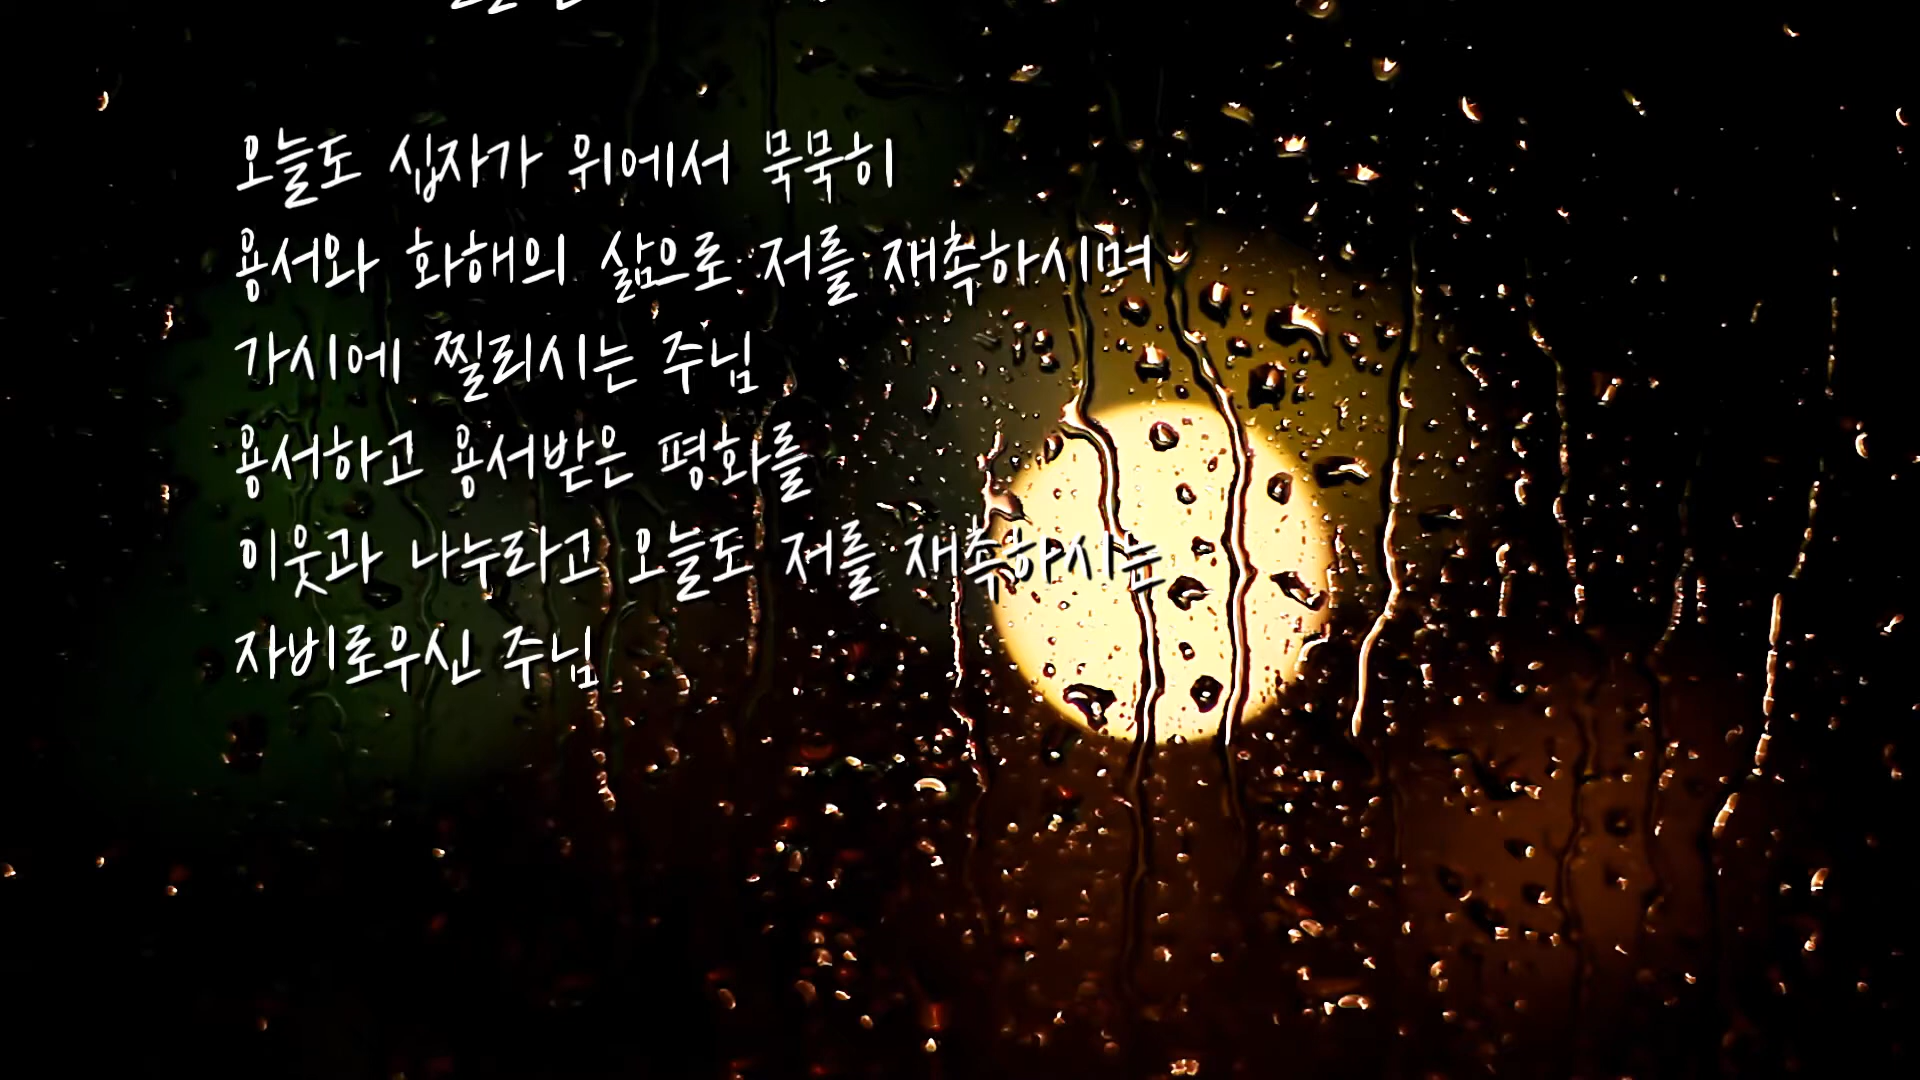 오늘도 십자가 위에서 묵묵히
용서와 화해의 삶으로 저를 재촉하시며
가시에 찔리시는 주님
용서하고 용서받은 평화를
이웃과 나누라고 오늘도 저를 재촉하시는
자비로우신 주님